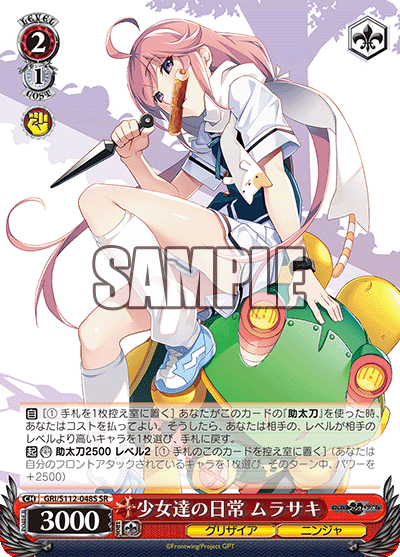 2
LEVEL
1
COST
SAMPLE
自 [① 手札を1枚控え室に置く] あなたがこのカードの「助太刀」を使った時、
あなたはコストを払ってよい。そうしたら、あなたは相手の、レベルが相手の
レベルより高いキャラを1枚選び、手札に戻す。
起 助太刀2500 レベル2 [① 手札のこのカードを控え室に置く] (あなたは
自分のフロントアタックされているキャラを1枚選び、そのターン中、パワーを
+2500)
CH GRI/S112-048S SR
POWER
3000
少女達の日常 ムラサキ
グリザイア
ニンジャ
©Frontwing/Project GPT